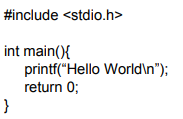 #include <stdio.h>
int main(){
printf(“Hello World\n”);
return 0;
}